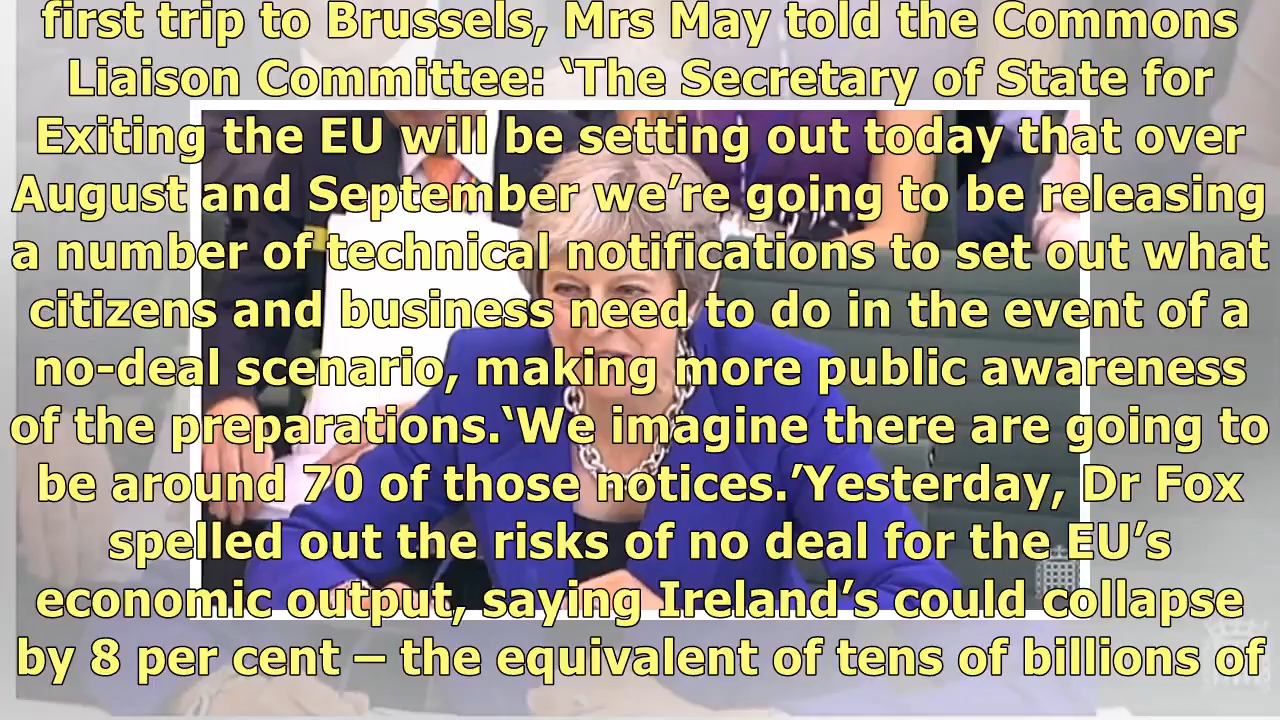 first trip to Brussels, Mrs May told the Commons
Liaison Committee: ‘The Secretary of State for
Exiting the EU will be setting out today that over
August and September we’re going to be releasing
a number of technical notifications to set out what
citizens and business need to do in the event of a
no-deal scenario, making more public awareness
of the preparations.‘We imagine there are going to
be around 70 of those notices.’Yesterday, Dr Fox
spelled out the risks of no deal for the EU’s
economic output, saying Ireland’s could collapse
by 8 per cent – the equivalent of tens of billions of